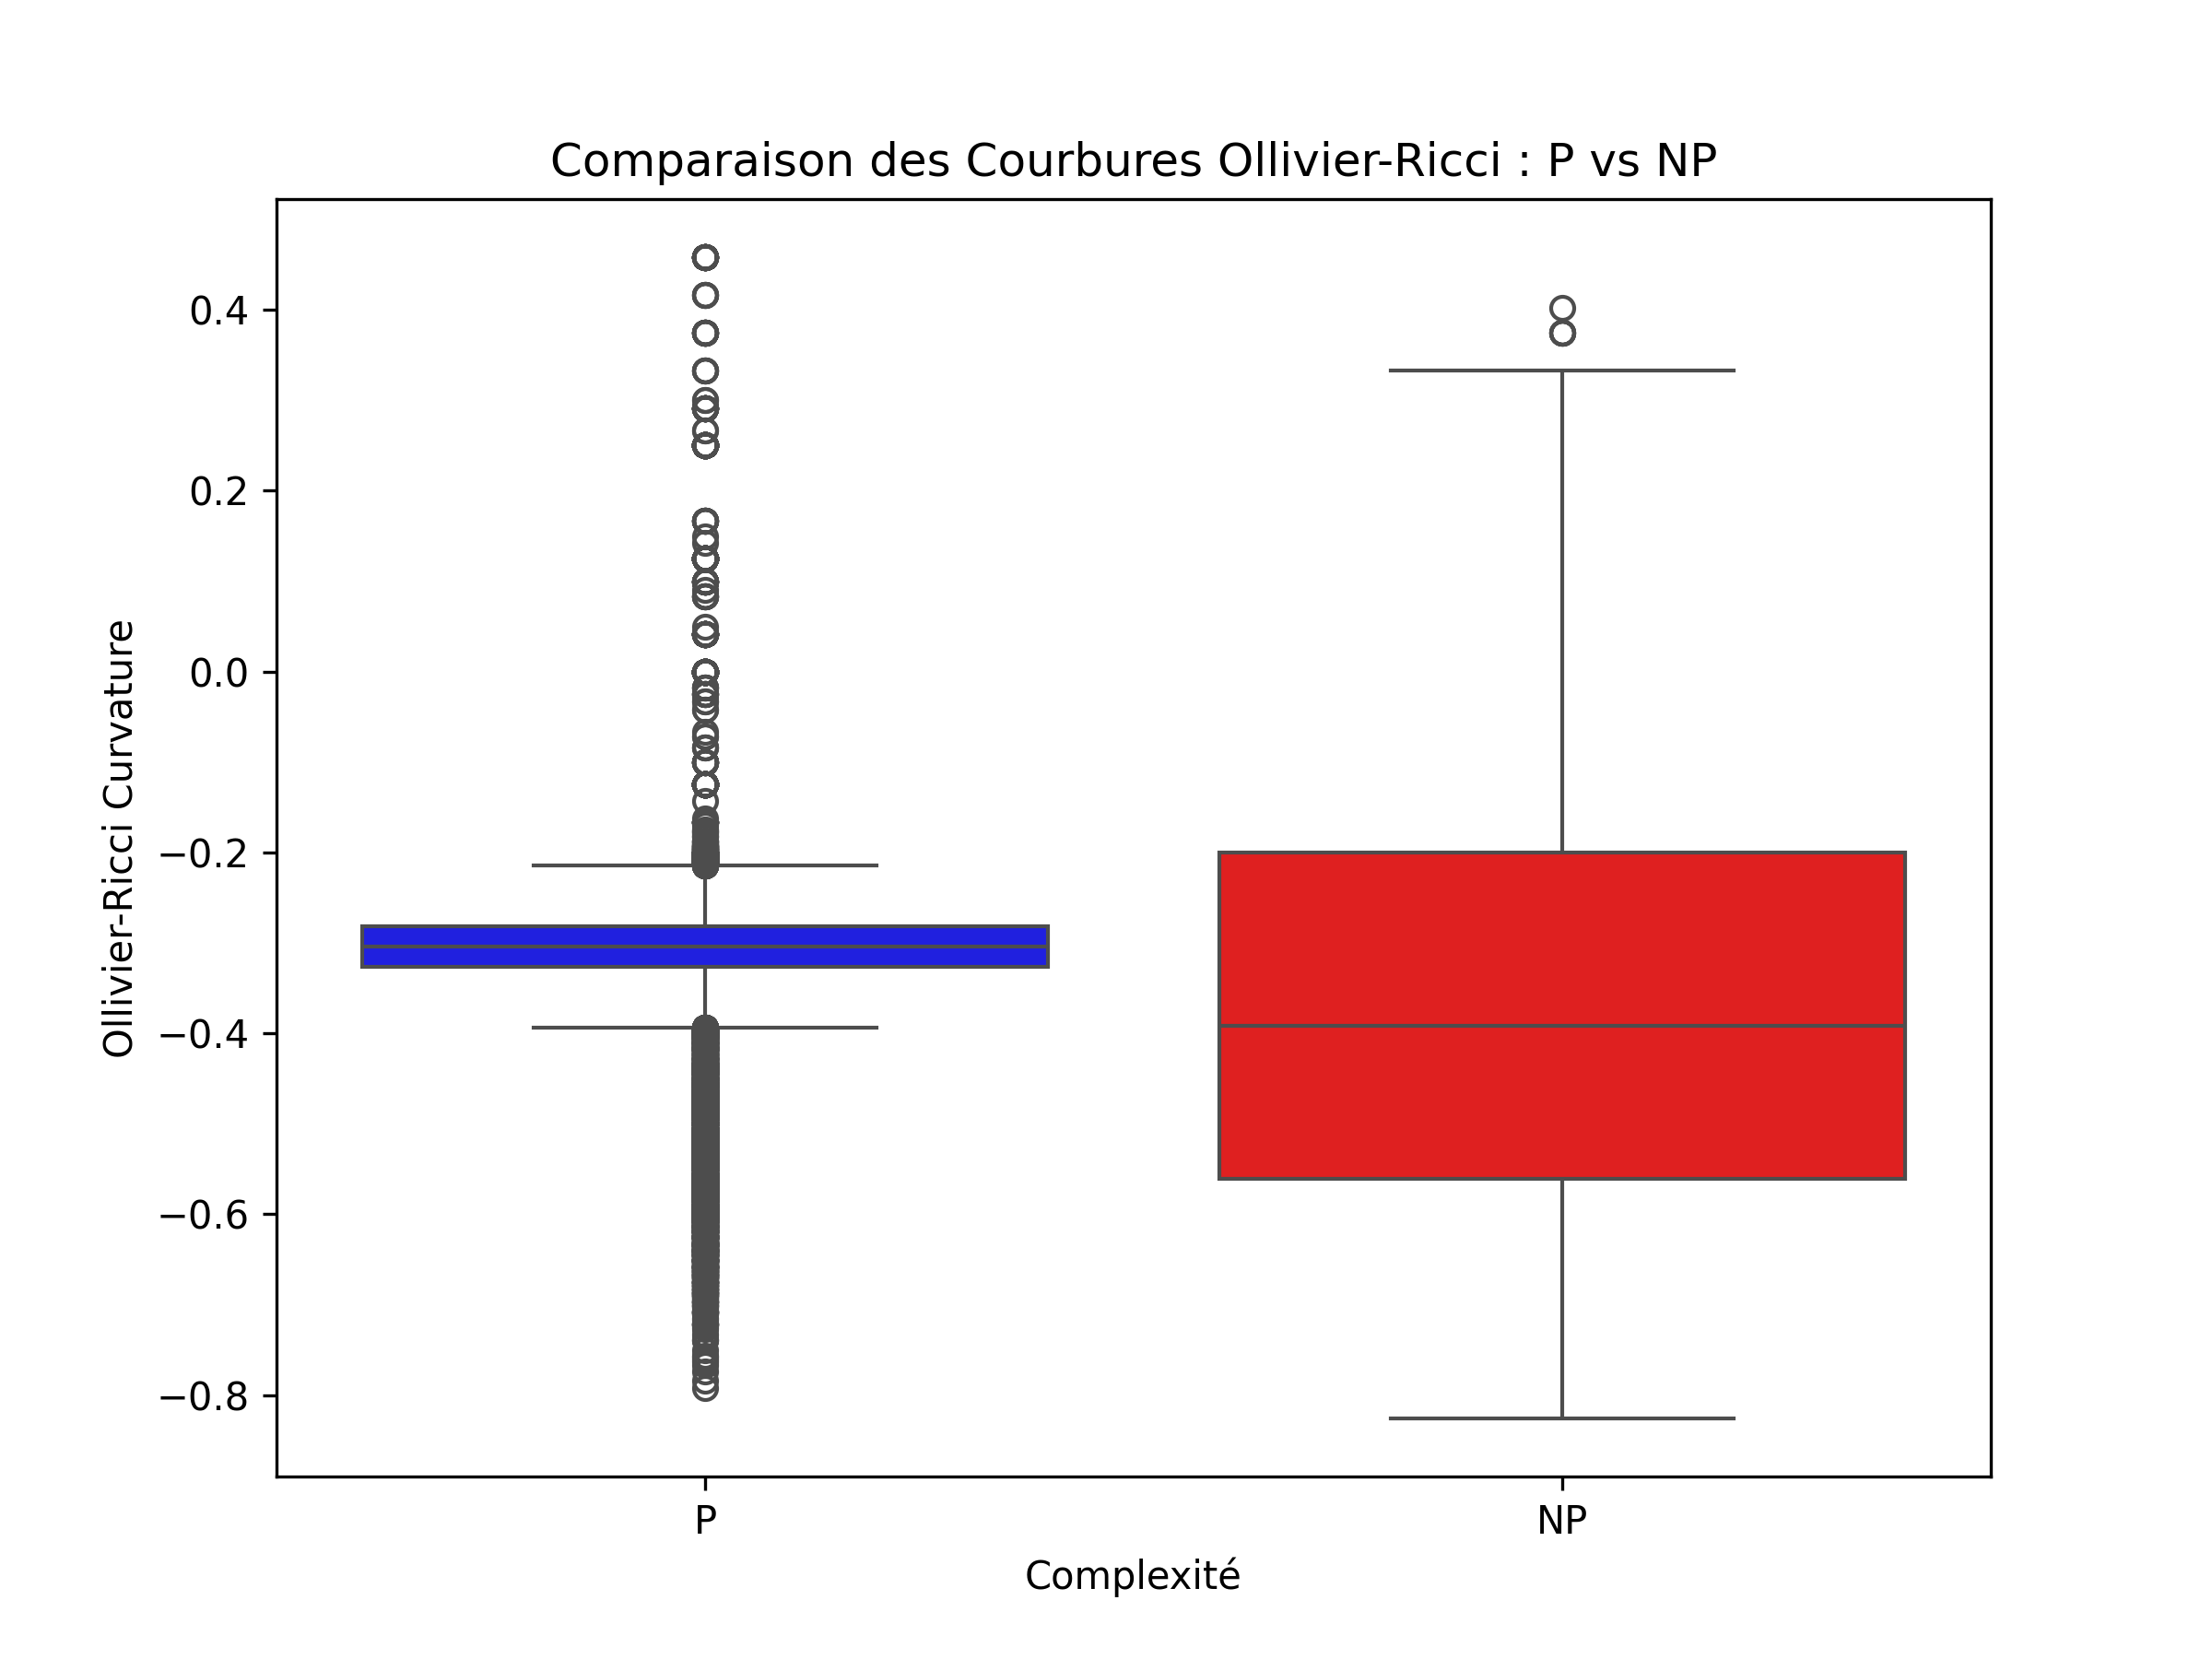 Comparaison des Courbures Ollivier-Ricci : P vs NP
Ollivier-Ricci Curvature
0.4
0.2
0.0
−0.2
−0.4
−0.6
−0.8
P
NP
Complexité